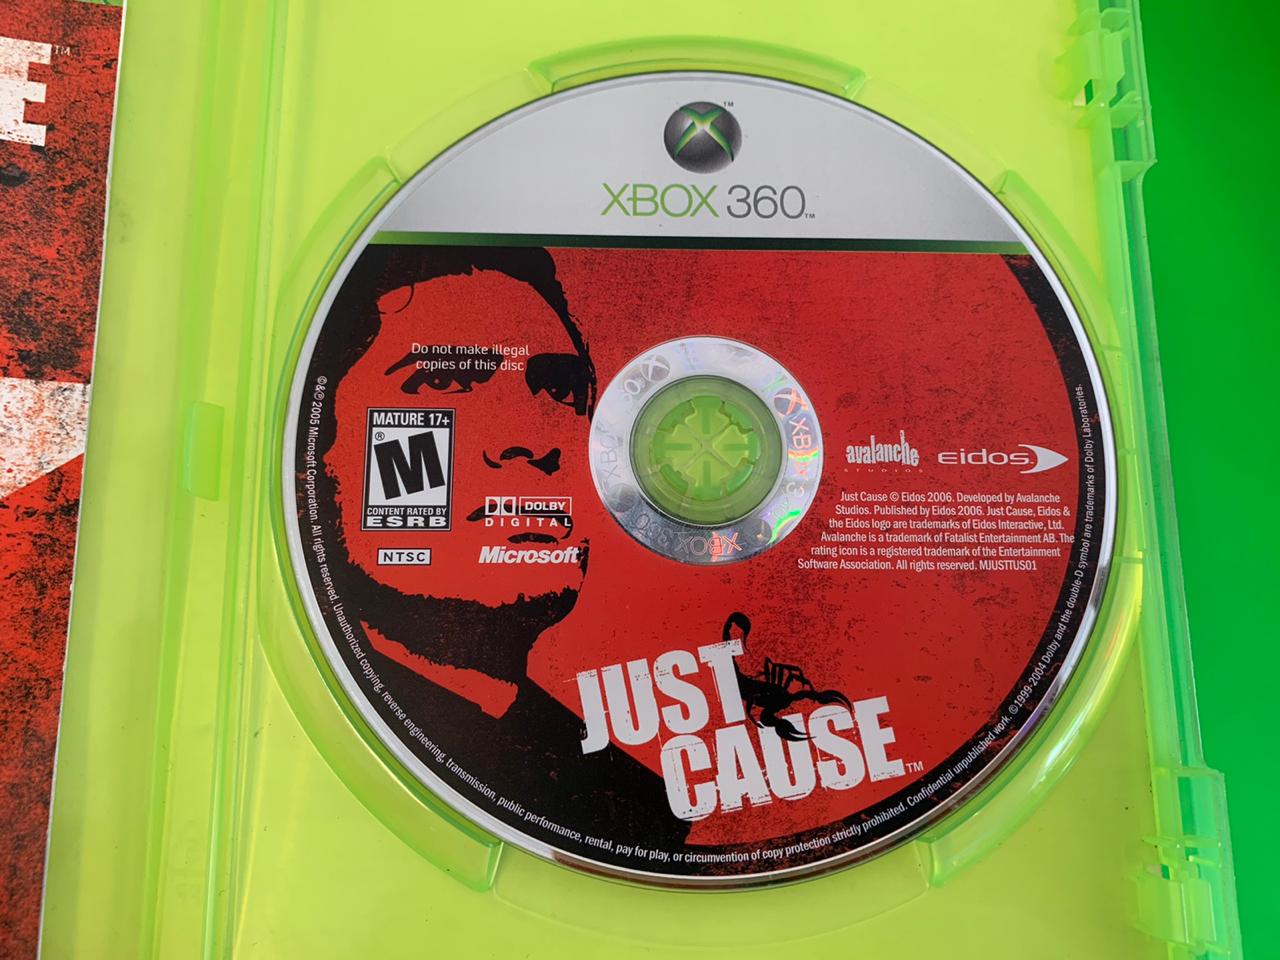 E™
XBOX 360™
Do not make illegal
copies of this disc
MATURE 17+
M®
CONTENT RATED BY
ESRB
DOLBY
DIGITAL
NTSC
Microsoft
avalanche
STUDIOS
eidos
Just Cause © Eidos 2006. Developed by Avalanche
Studios. Published by Eidos 2006. Just Cause, Eidos &
the Eidos logo are trademarks of Eidos Interactive, Ltd.
Avalanche is a trademark of Fatalist Entertainment AB. The
rating icon is a registered trademark of the Entertainment
Software Association. All rights reserved. MJUSTTUS01
JUST
CAUSE™
©&℗ 2005 Microsoft Corporation. All rights reserved. Unauthorized copying, reverse engineering, transmission, public performance, rental, pay for play, or circumvention of copy protection strictly prohibited. Confidential unpublished work. ©1999-2004 Dolby and the double-D symbol are trademarks of Dolby Laboratories.